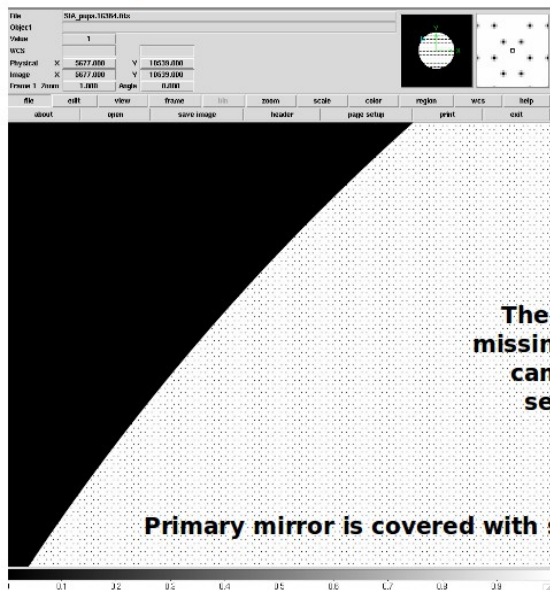 File SIA_pupa.16384.fits
Object
Value 1
WCS
Physical X 5677.000 Y 10539.000
Image X 5677.000 Y 10539.000
Frame 1 Zoom 1.000 Angle 0.000
Y
X
file edit view frame bin zoom scale color region wcs help
about open save image header page setup print exit
The
missin
can
se
Primary mirror is covered with s
0.1 0.2 0.3 0.4 0.5 0.6 0.7 0.8 0.9